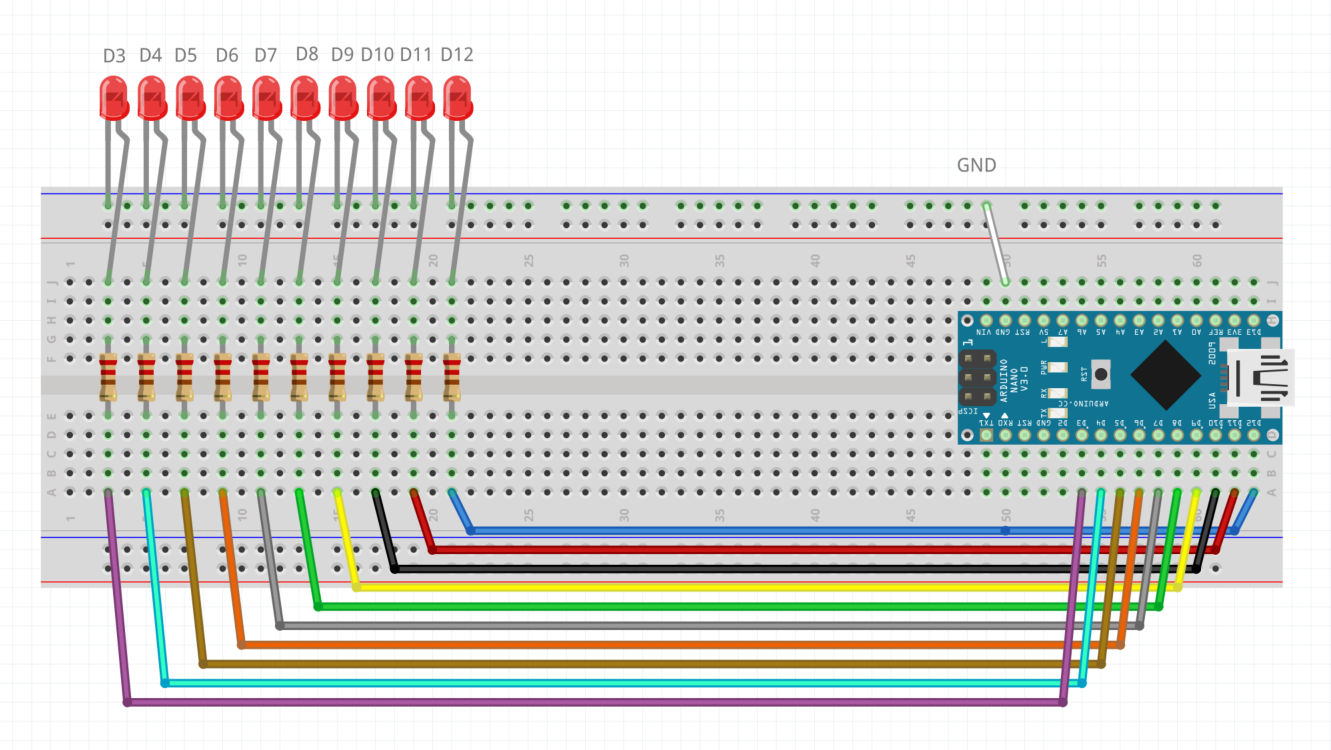 D3 D4 D5 D6 D7 D8 D9 D10 D11 D12
GND
1 5 10 15 20 25 30 35 40 45 50 55 60
J
I
H
G
F
VIN GND RST 5V A7 A6 A5 A4 A3 A2 A1 A0 REF 3V3 D13
L
PWR
RX
TX
RST
ARDUINO
NANO
V3.0
ICSP
ARDUINO.CC
2009
USA
TX1 RX0 RST GND D2 D3 D4 D5 D6 D7 D8 D9 D10 D11 D12
E
D
C
B
A
1 10 20 25 30 35 40 45 50 60
J
I
H
C
B
A